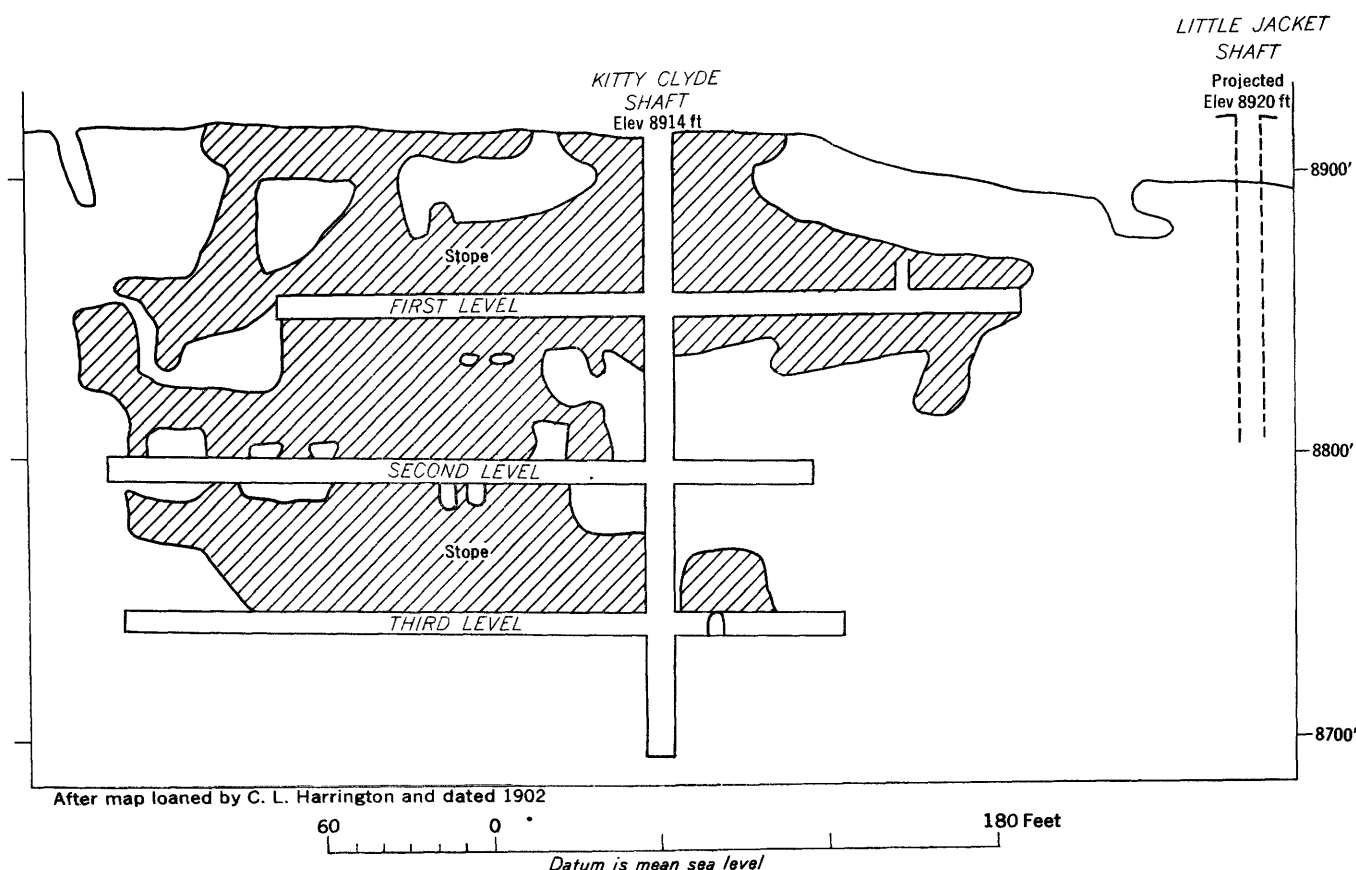 LITTLE JACKET
SHAFT
Projected
Elev 8920 ft
KITTY CLYDE
SHAFT
Elev 8914 ft
8900'
Stope
FIRST LEVEL
8800'
SECOND LEVEL
Stope
THIRD LEVEL
8700'
After map loaned by C. L. Harrington and dated 1902
60 0 180 Feet
Datum is mean sea level